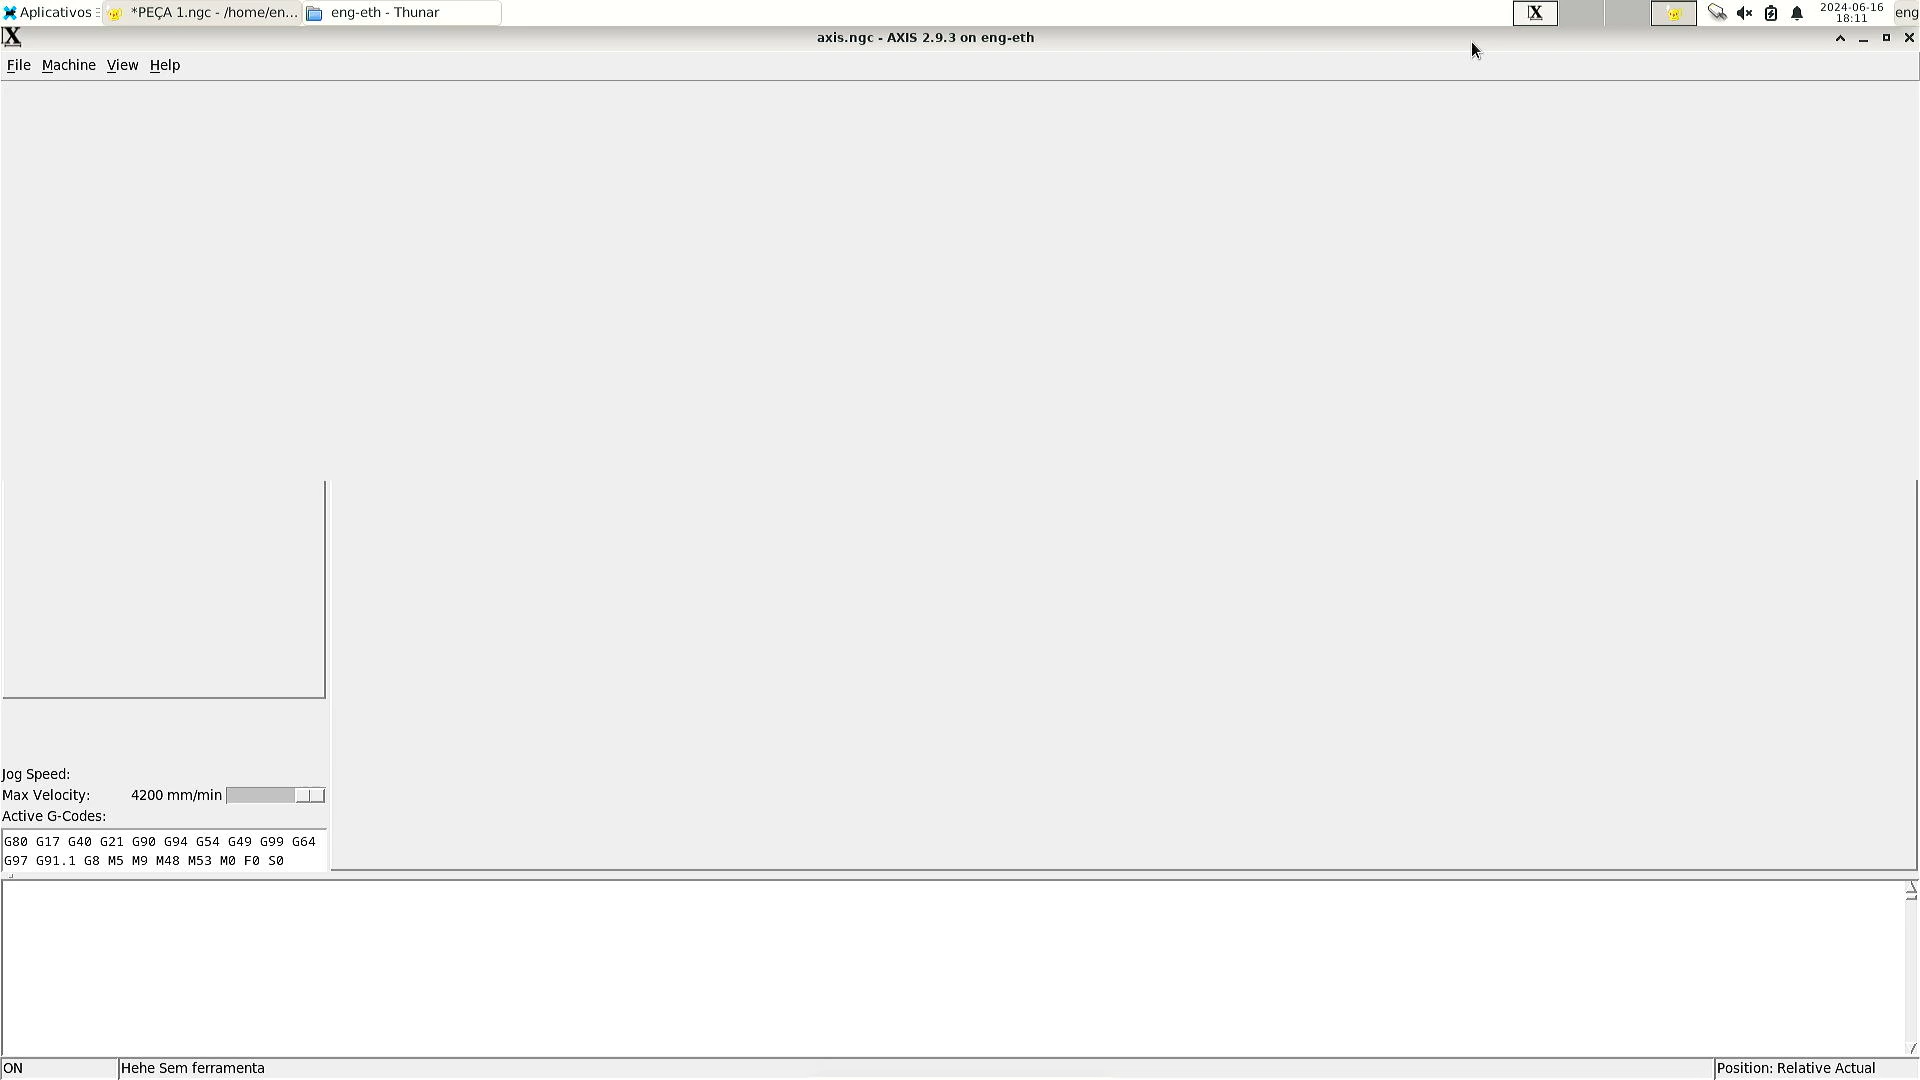 Aplicativos
*PEÇA 1.ngc - /home/en...
eng-eth - Thunar
2024-06-16
18:11
eng
axis.ngc - AXIS 2.9.3 on eng-eth
File Machine View Help
Jog Speed:
Max Velocity: 4200 mm/min
Active G-Codes:
G80 G17 G40 G21 G90 G94 G54 G49 G99 G64
G97 G91.1 G8 M5 M9 M48 M53 M0 F0 S0
ON
Hehe Sem ferramenta
Position: Relative Actual